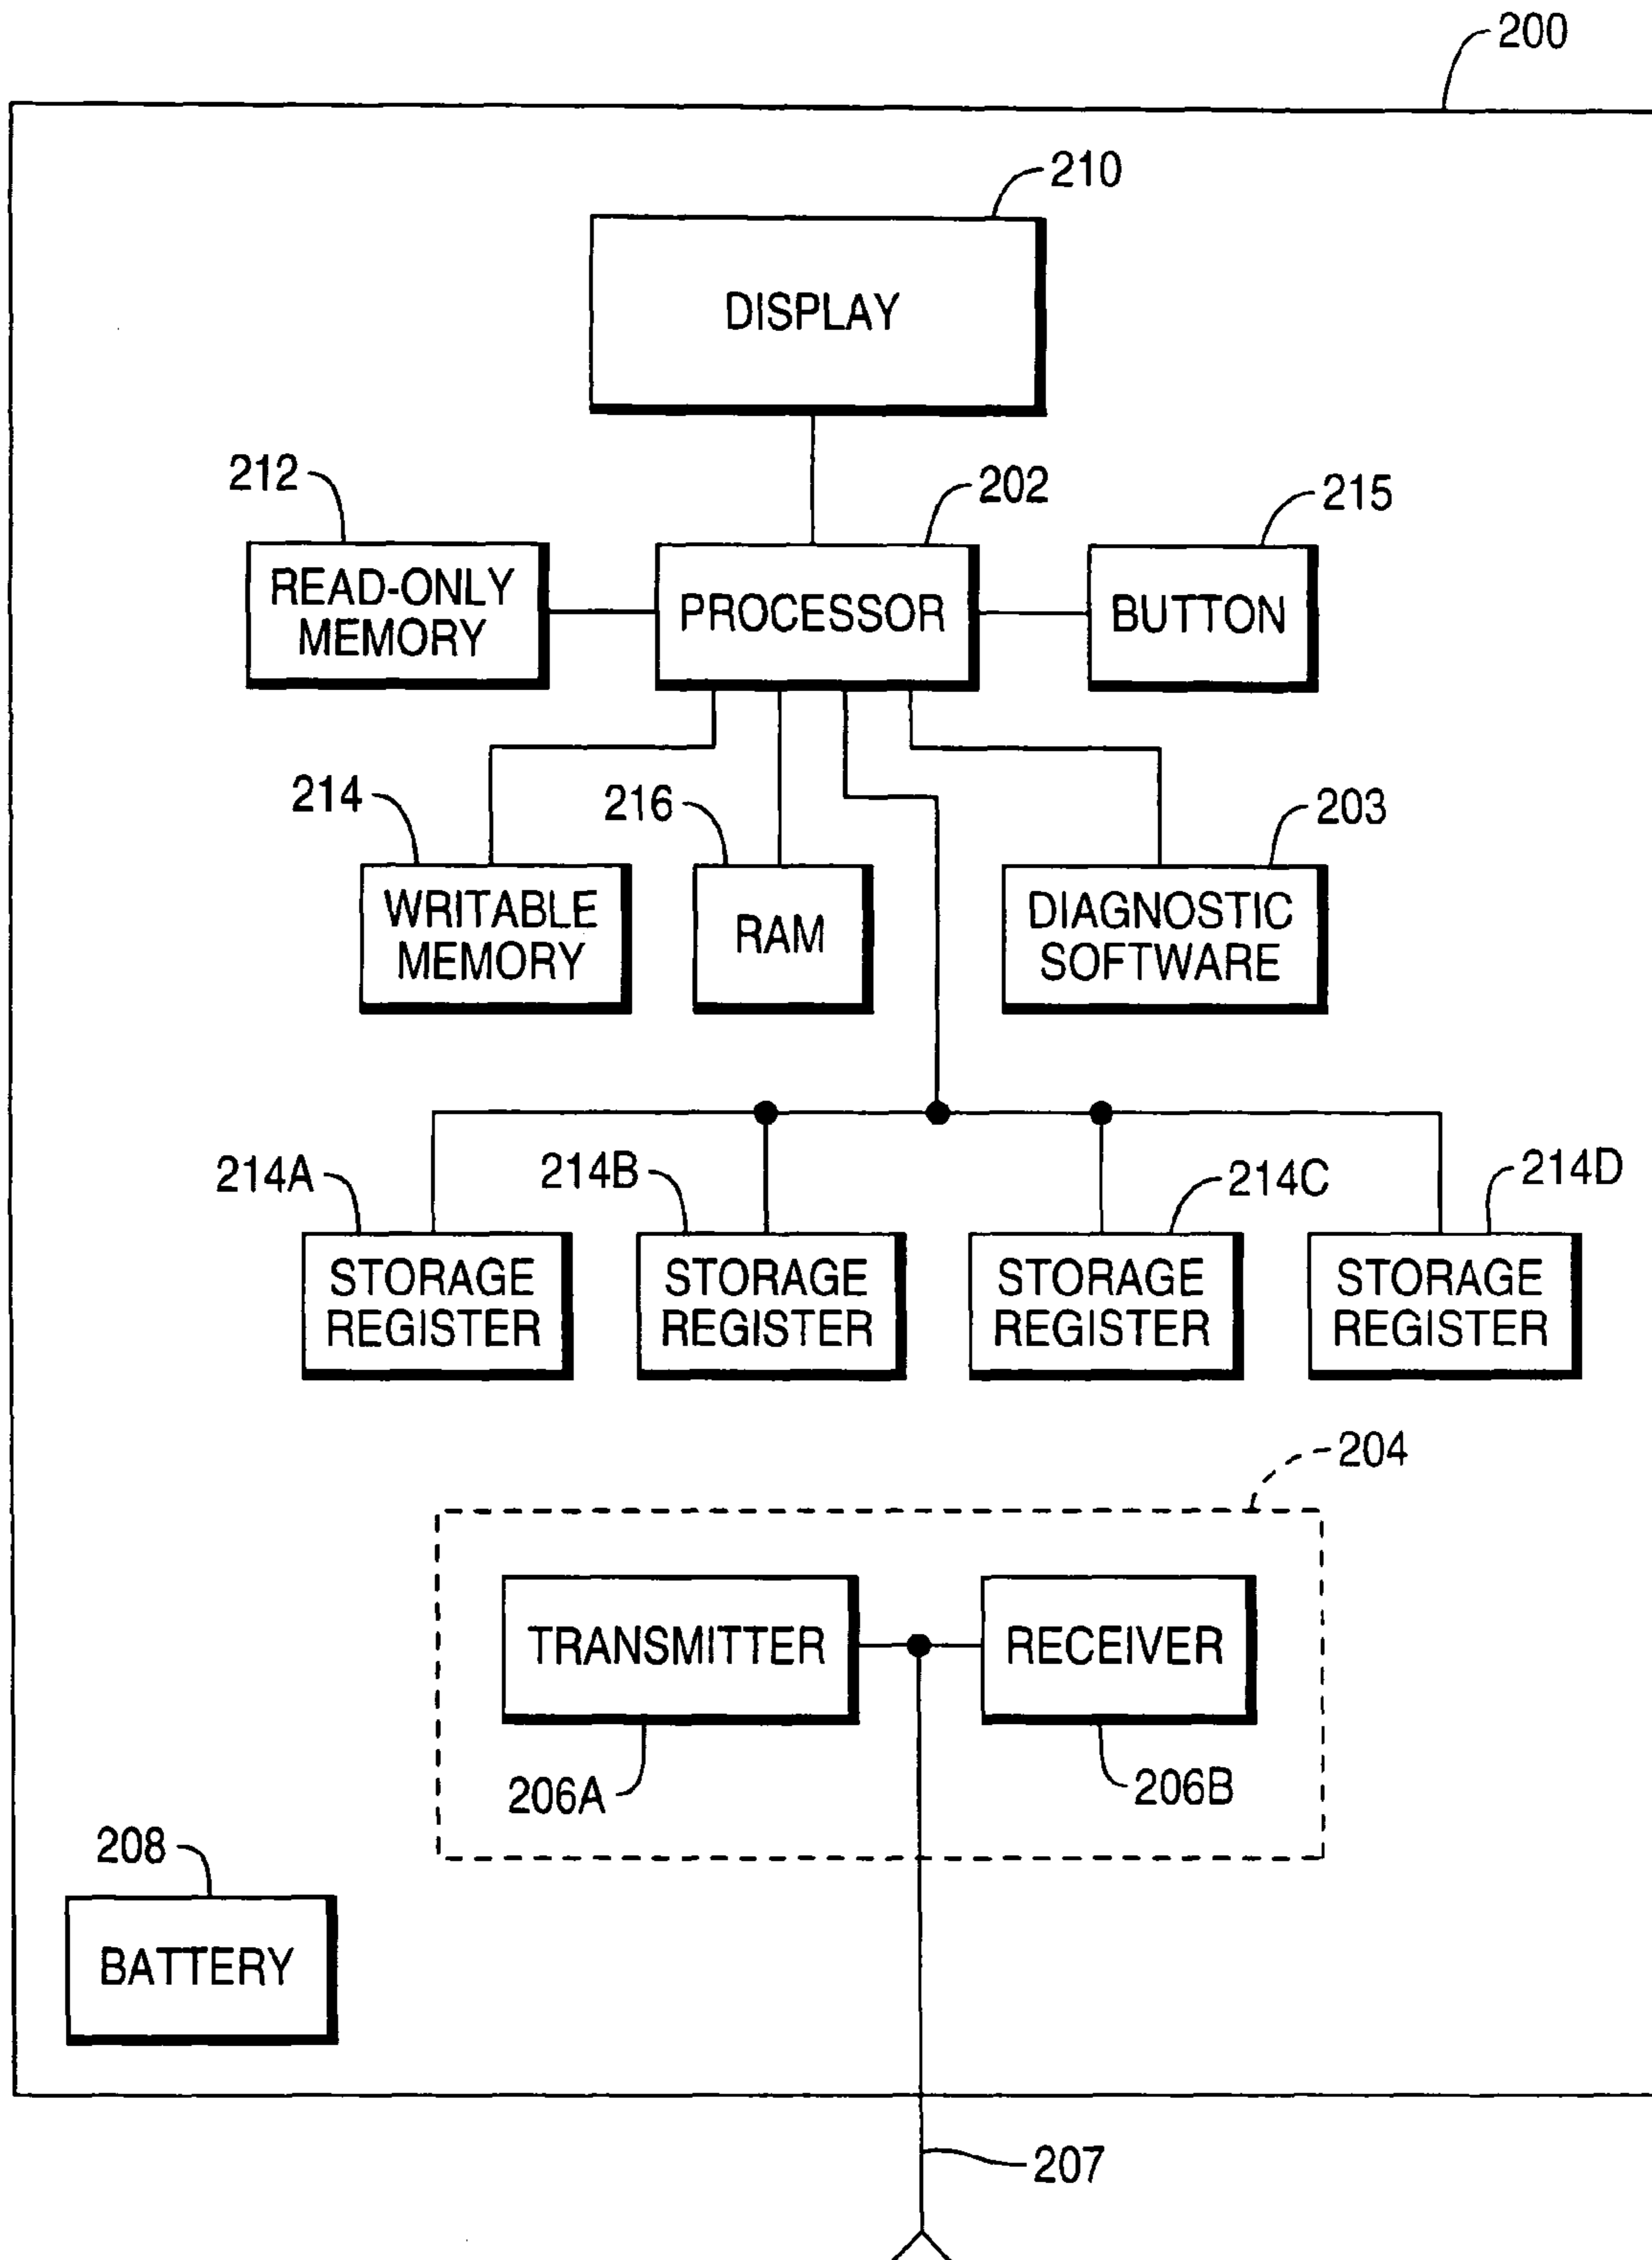 200
210
DISPLAY
212
202
215
READ-ONLY
MEMORY
PROCESSOR
BUTTON
214
216
203
WRITABLE
MEMORY
RAM
DIAGNOSTIC
SOFTWARE
214A
214B
214C
214D
STORAGE
REGISTER
STORAGE
REGISTER
STORAGE
REGISTER
STORAGE
REGISTER
204
TRANSMITTER
RECEIVER
206A
206B
208
BATTERY
207